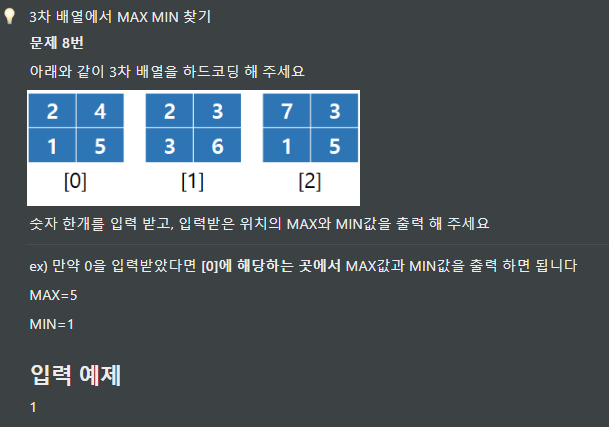 3차 배열에서 MAX MIN 찾기
문제 8번
아래와 같이 3차 배열을 하드코딩 해 주세요
2 4 2 3 7 3
1 5 3 6 1 5
[0] [1] [2]
숫자 한개를 입력 받고, 입력받은 위치의 MAX와 MIN값을 출력 해 주세요
ex) 만약 0을 입력받았다면 [0]에 해당하는 곳에서 MAX값과 MIN값을 출력 하면 됩니다
MAX=5
MIN=1
입력 예제
1